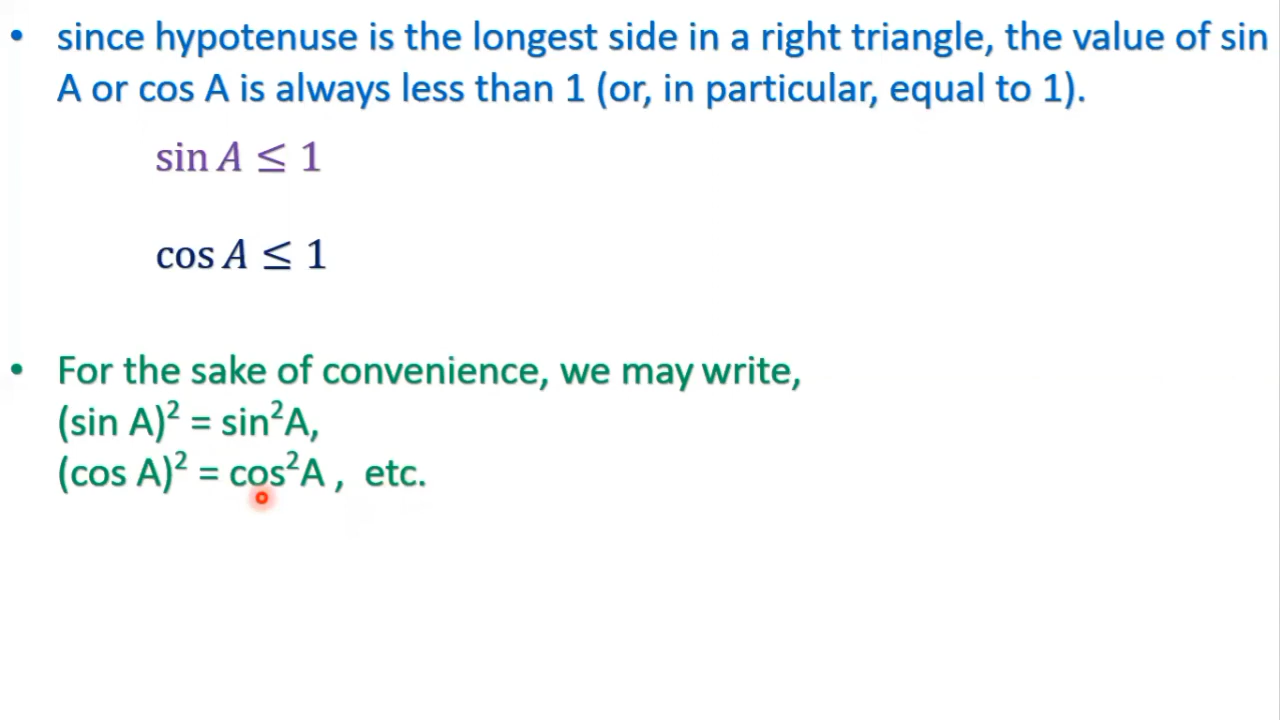 • since hypotenuse is the longest side in a right triangle, the value of sin
A or cos A is always less than 1 (or, in particular, equal to 1).
sin A ≤ 1
cos A ≤ 1
• For the sake of convenience, we may write,
(sin A)² = sin²A,
(cos A)² = cos²A , etc.